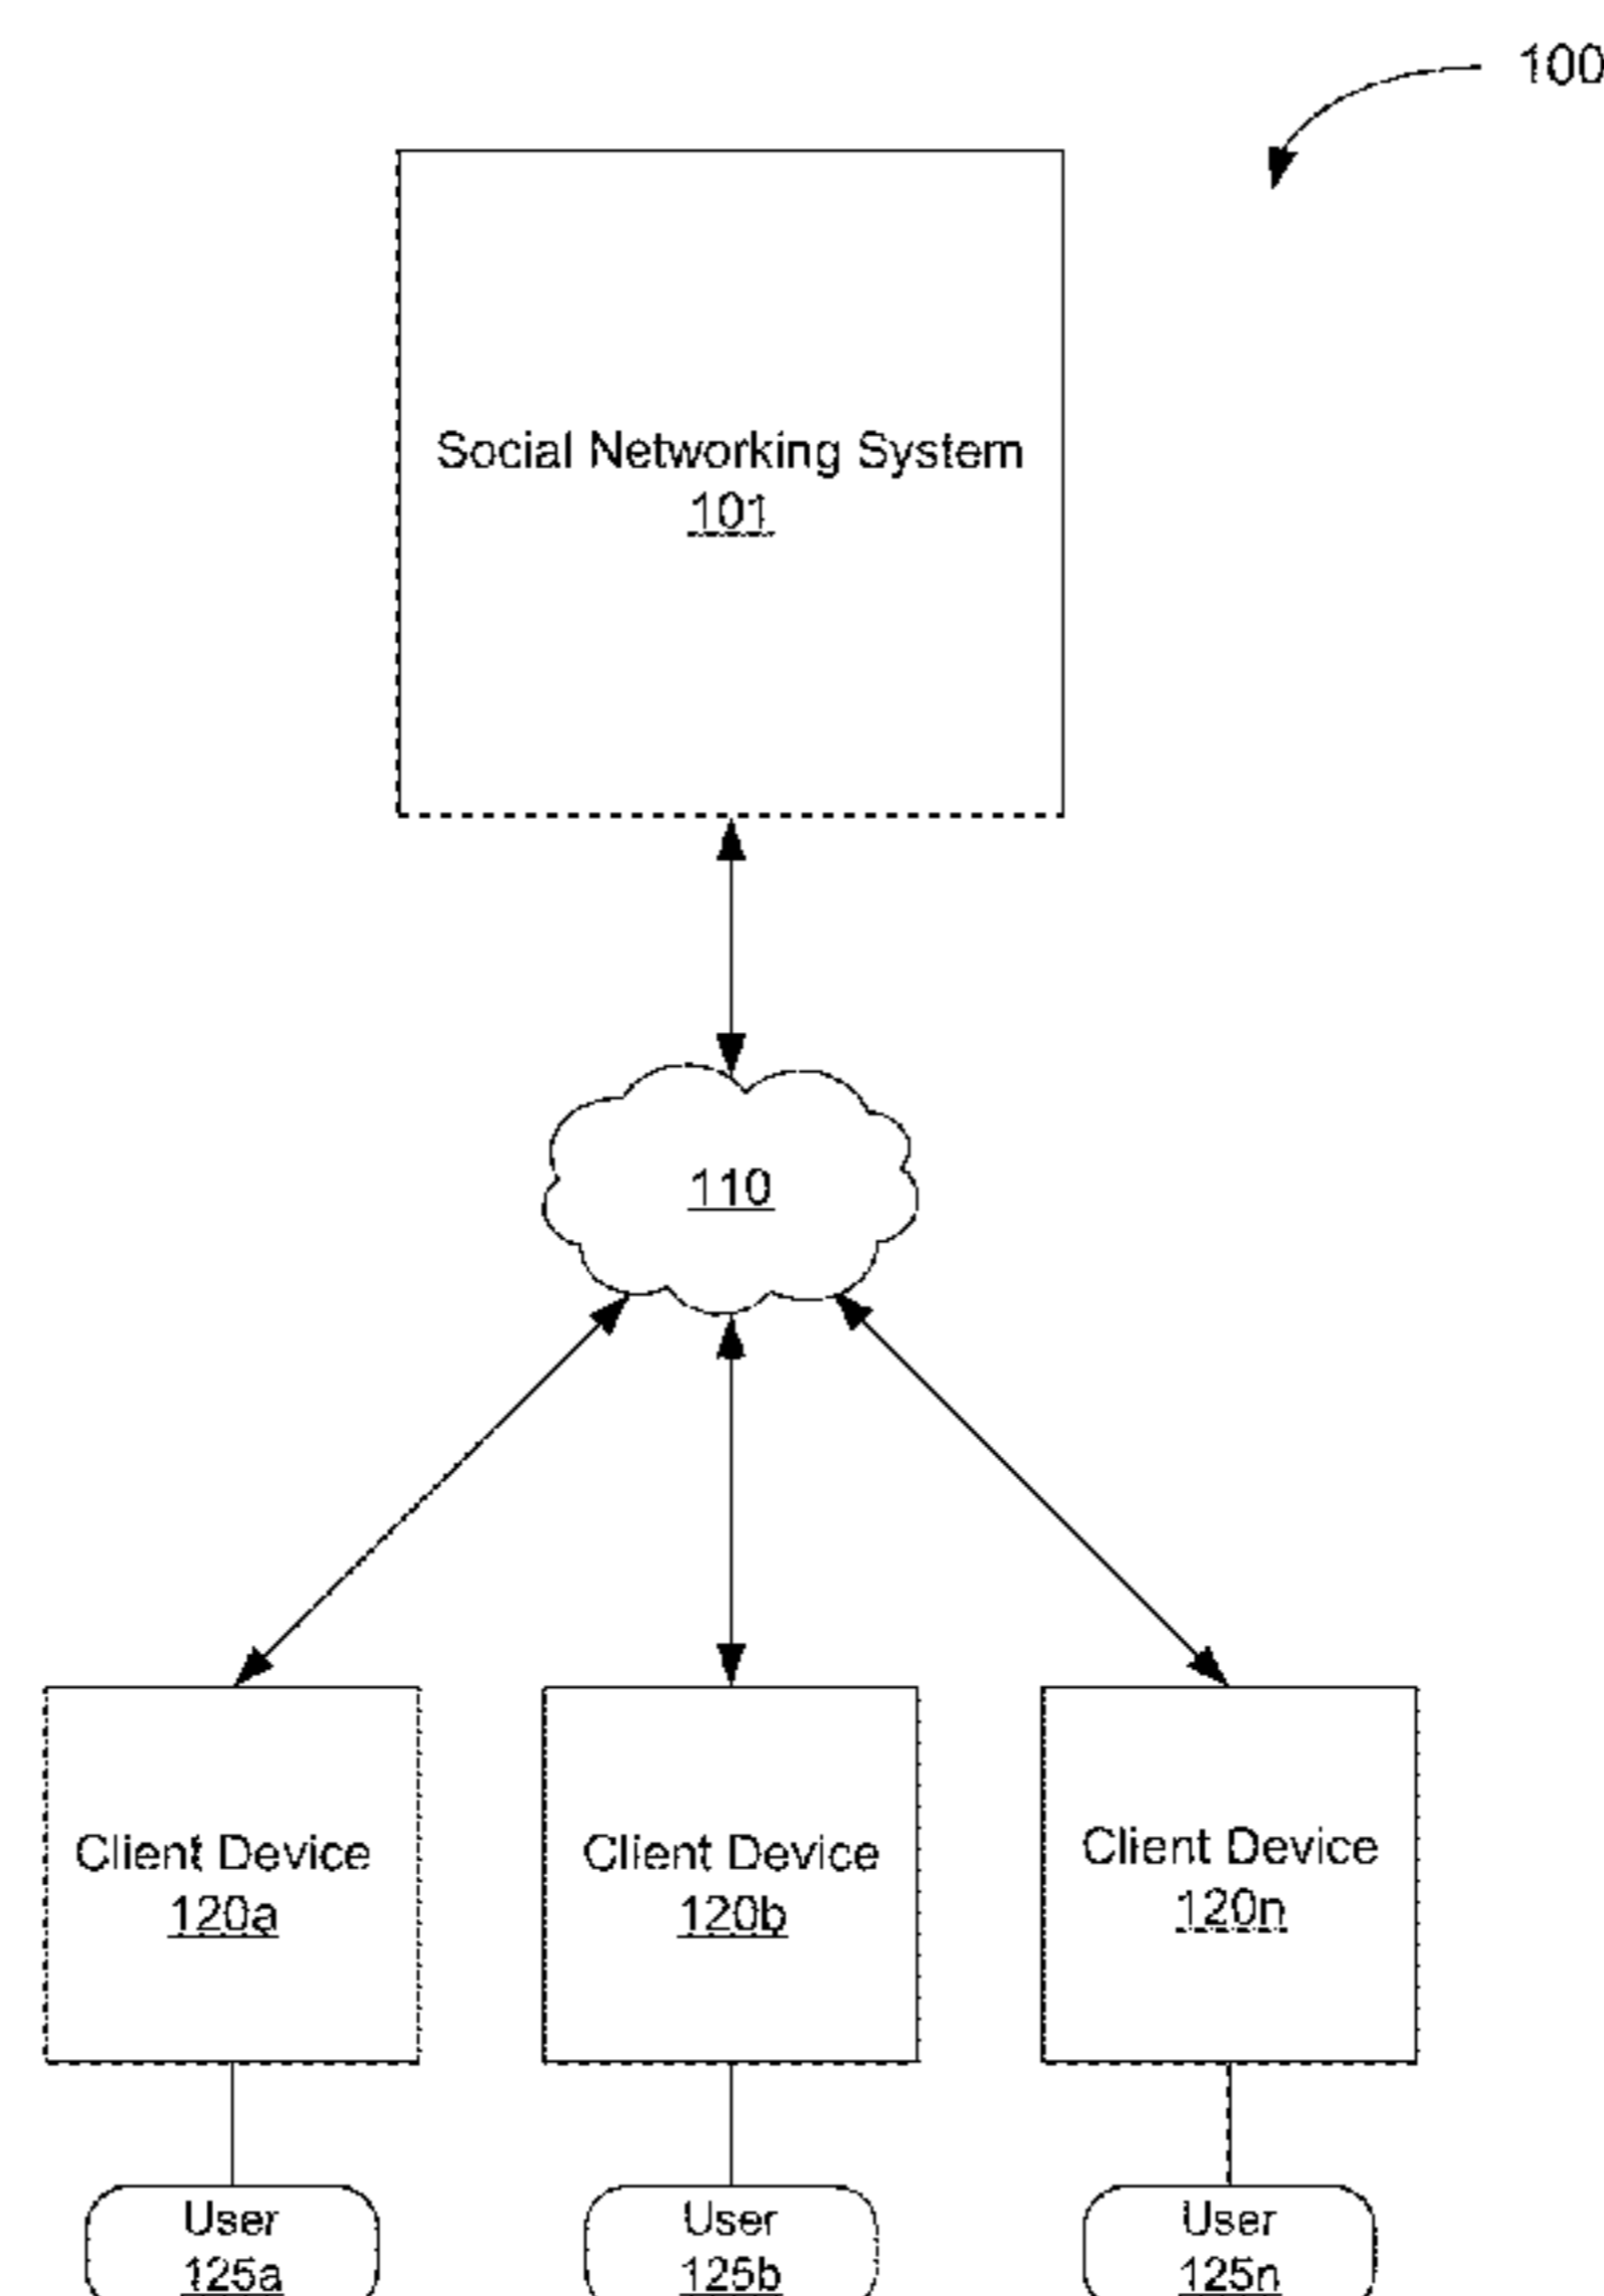 100
Social Networking System
101
110
Client Device
120a
Client Device
120b
Client Device
120n
User
125a
User
125b
User
125n